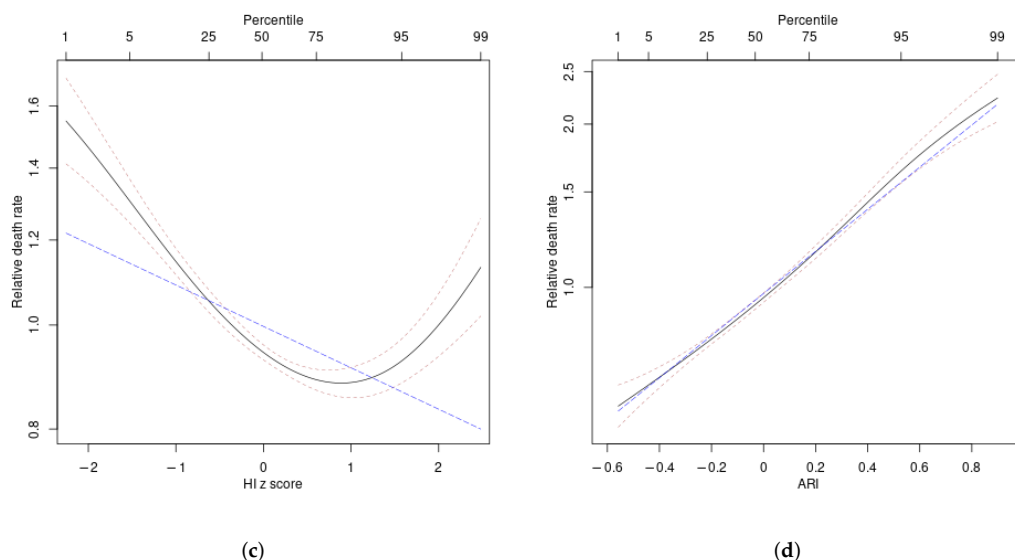 Percentile
1 5 25 50 75 95 99
Relative death rate
1.6
1.4
1.2
1.0
0.8
−2 −1 0 1 2
HI z score
(c)
Percentile
1 5 25 50 75 95 99
Relative death rate
2.5
2.0
1.5
1.0
−0.6 −0.4 −0.2 0 0.2 0.4 0.6 0.8
ARI
(d)